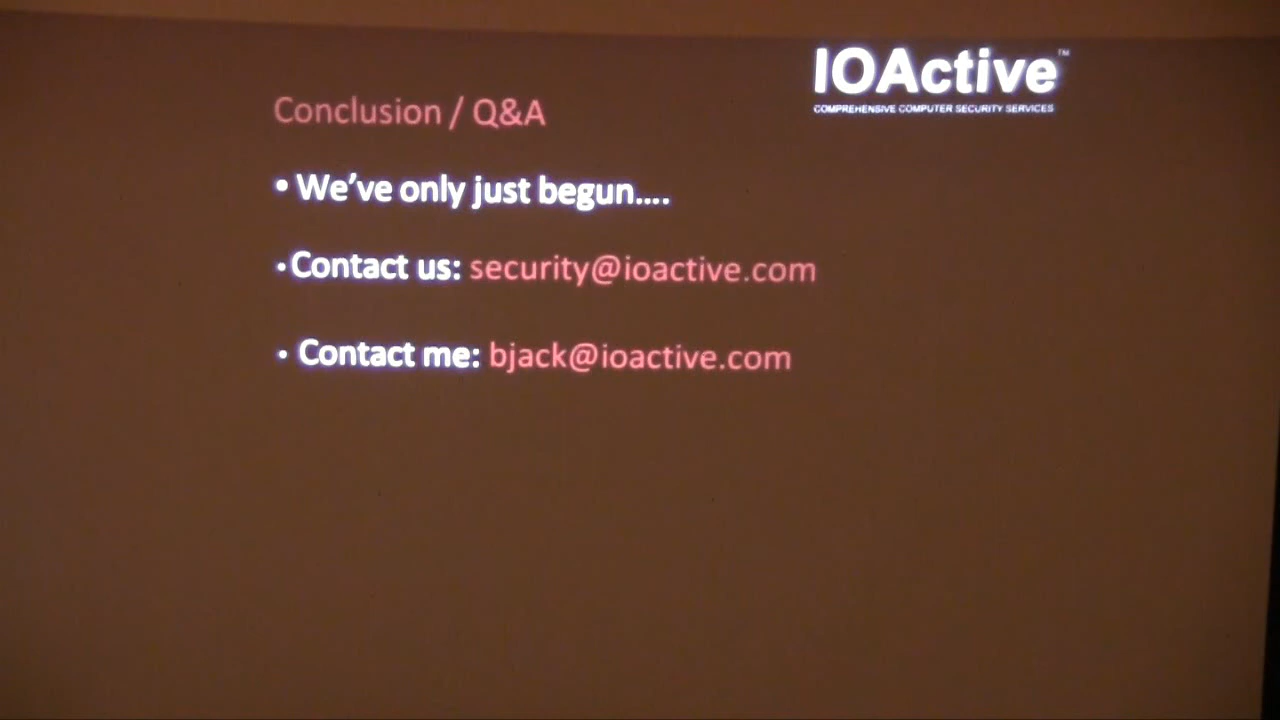 IOActive™
COMPREHENSIVE COMPUTER SECURITY SERVICES
Conclusion / Q&A
• We've only just begun....
• Contact us: security@ioactive.com
• Contact me: bjack@ioactive.com